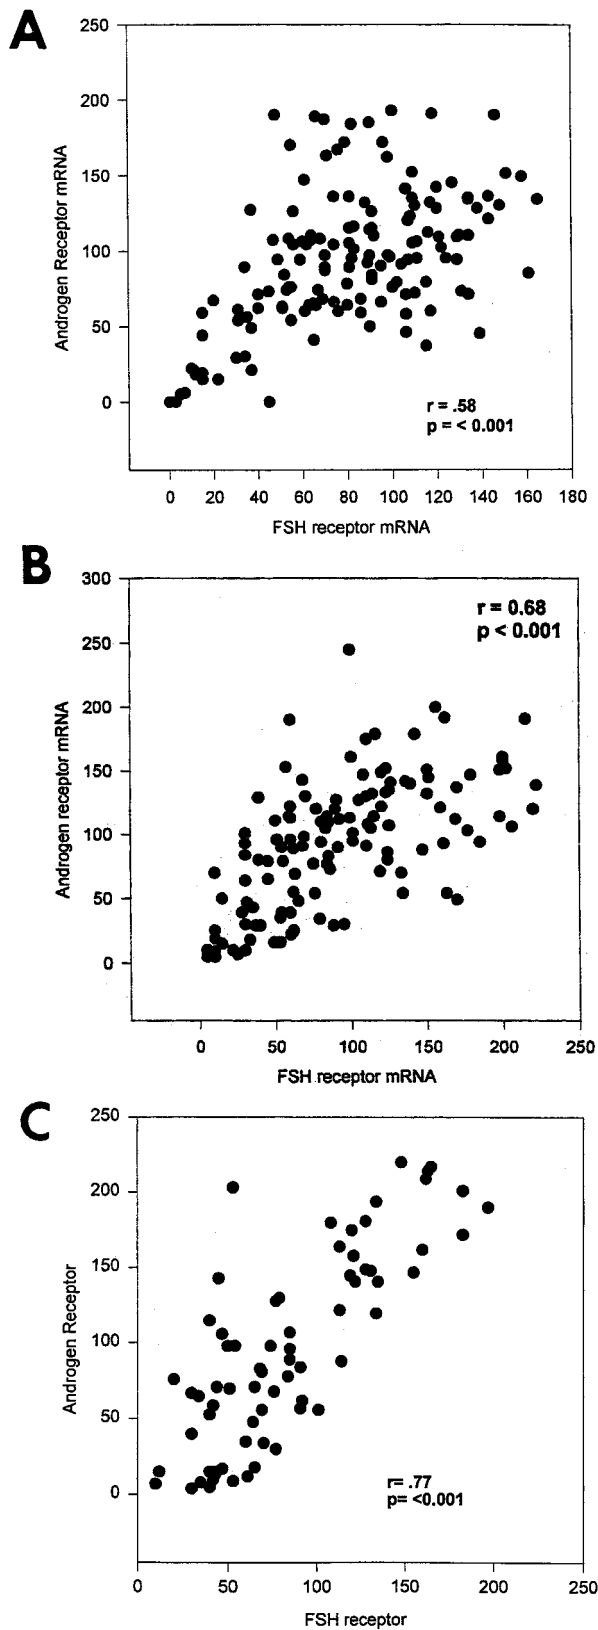 A
250
200
150
100
50
0
Androgen Receptor mRNA
r = .58
p = < 0.001
0 20 40 60 80 100 120 140 160 180
FSH receptor mRNA
B
300
250
200
150
100
50
0
Androgen receptor mRNA
r = 0.68
p < 0.001
0 50 100 150 200 250
FSH receptor mRNA
C
250
200
150
100
50
0
Androgen Receptor
r= .77
p= <0.001
0 50 100 150 200 250
FSH receptor